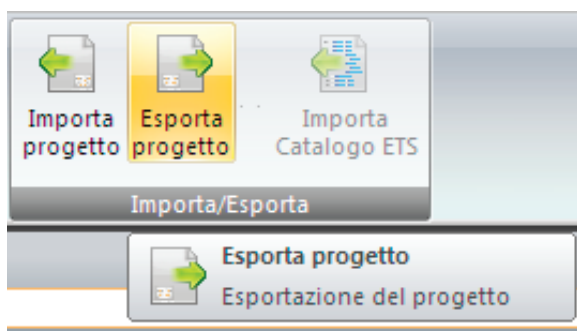 Importa progetto
Esporta progetto
Importa Catalogo ETS
Importa/Esporta
Esporta progetto
Esportazione del progetto